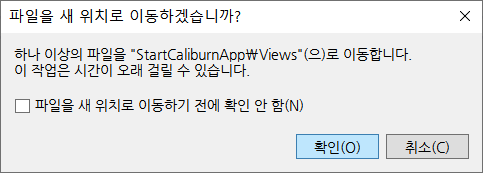 파일을 새 위치로 이동하겠습니까?
하나 이상의 파일을 "StartCaliburnApp₩Views"(으)로 이동합니다.
이 작업은 시간이 오래 걸릴 수 있습니다.
파일을 새 위치로 이동하기 전에 확인 안 함(N)
확인(O) 취소(C)